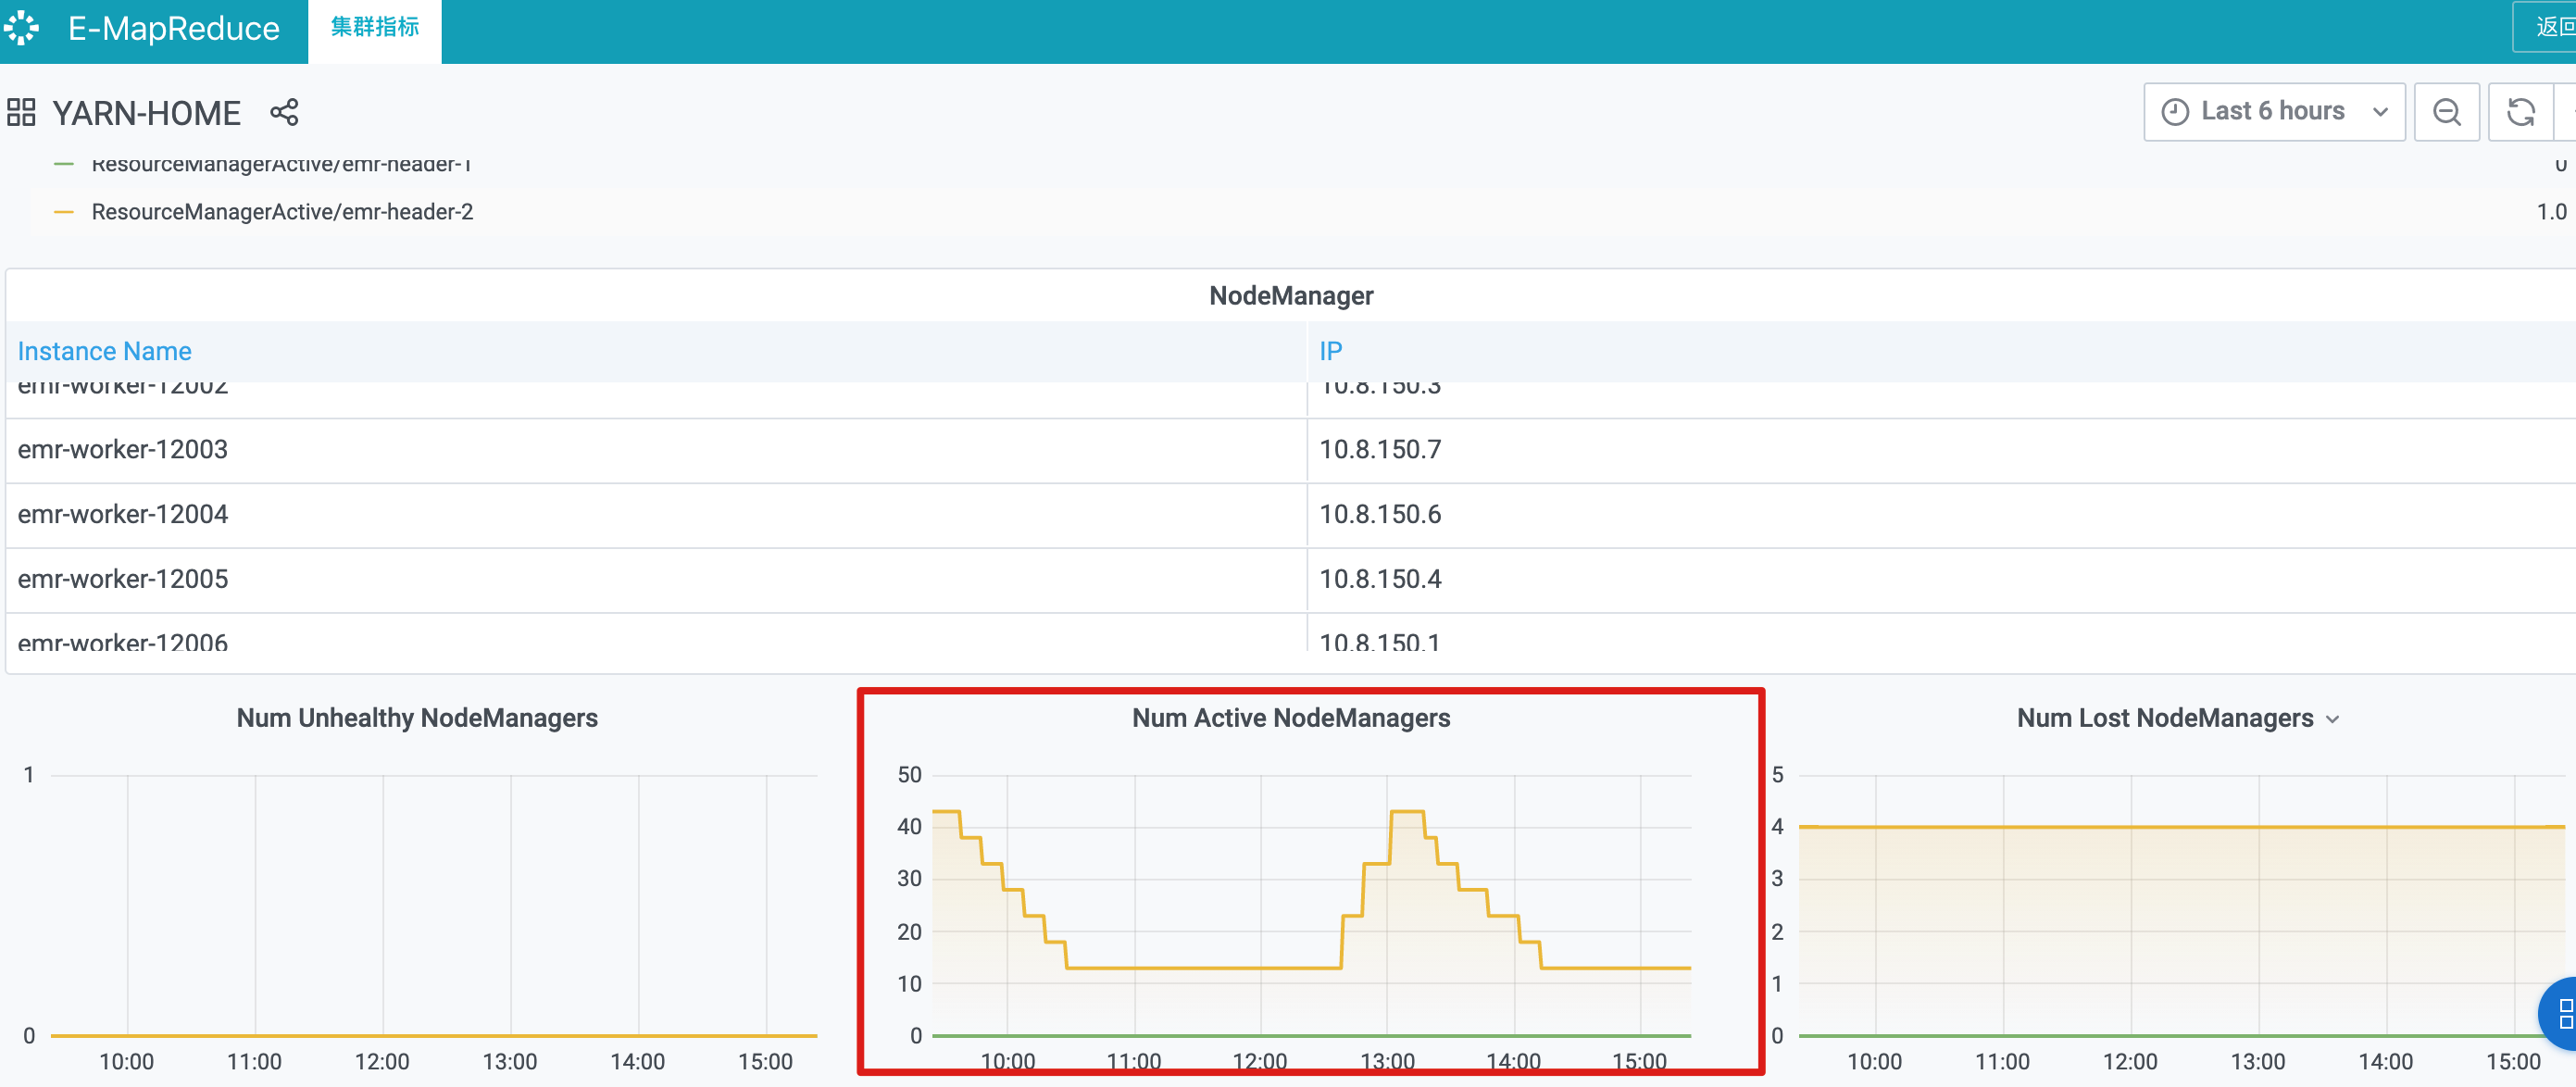 E-MapReduce 集群指标 返回
YARN-HOME Last 6 hours
ResourceManagerActive/emr-header-1 0
ResourceManagerActive/emr-header-2 1.0
NodeManager
Instance Name IP
emr-worker-12002 10.8.150.3
emr-worker-12003 10.8.150.7
emr-worker-12004 10.8.150.6
emr-worker-12005 10.8.150.4
emr-worker-12006 10.8.150.1
Num Unhealthy NodeManagers
1
0
10:00 11:00 12:00 13:00 14:00 15:00
Num Active NodeManagers
50
40
30
20
10
0
10:00 11:00 12:00 13:00 14:00 15:00
Num Lost NodeManagers
5
4
3
2
1
0
10:00 11:00 12:00 13:00 14:00 15:00